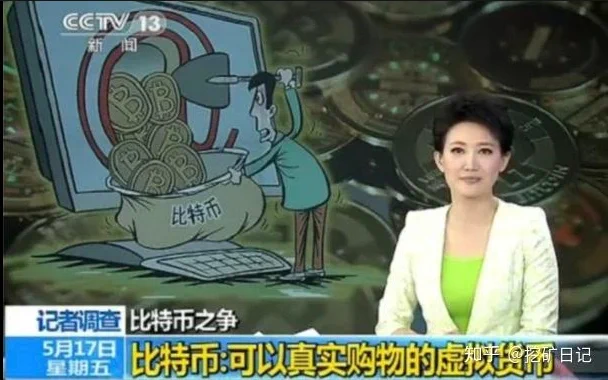 CCTV 13
新闻
比特币
记者调查
比特币之争
5月17日
星期五
比特币:可以真实购物的虚拟货币
知乎 @挖矿日记